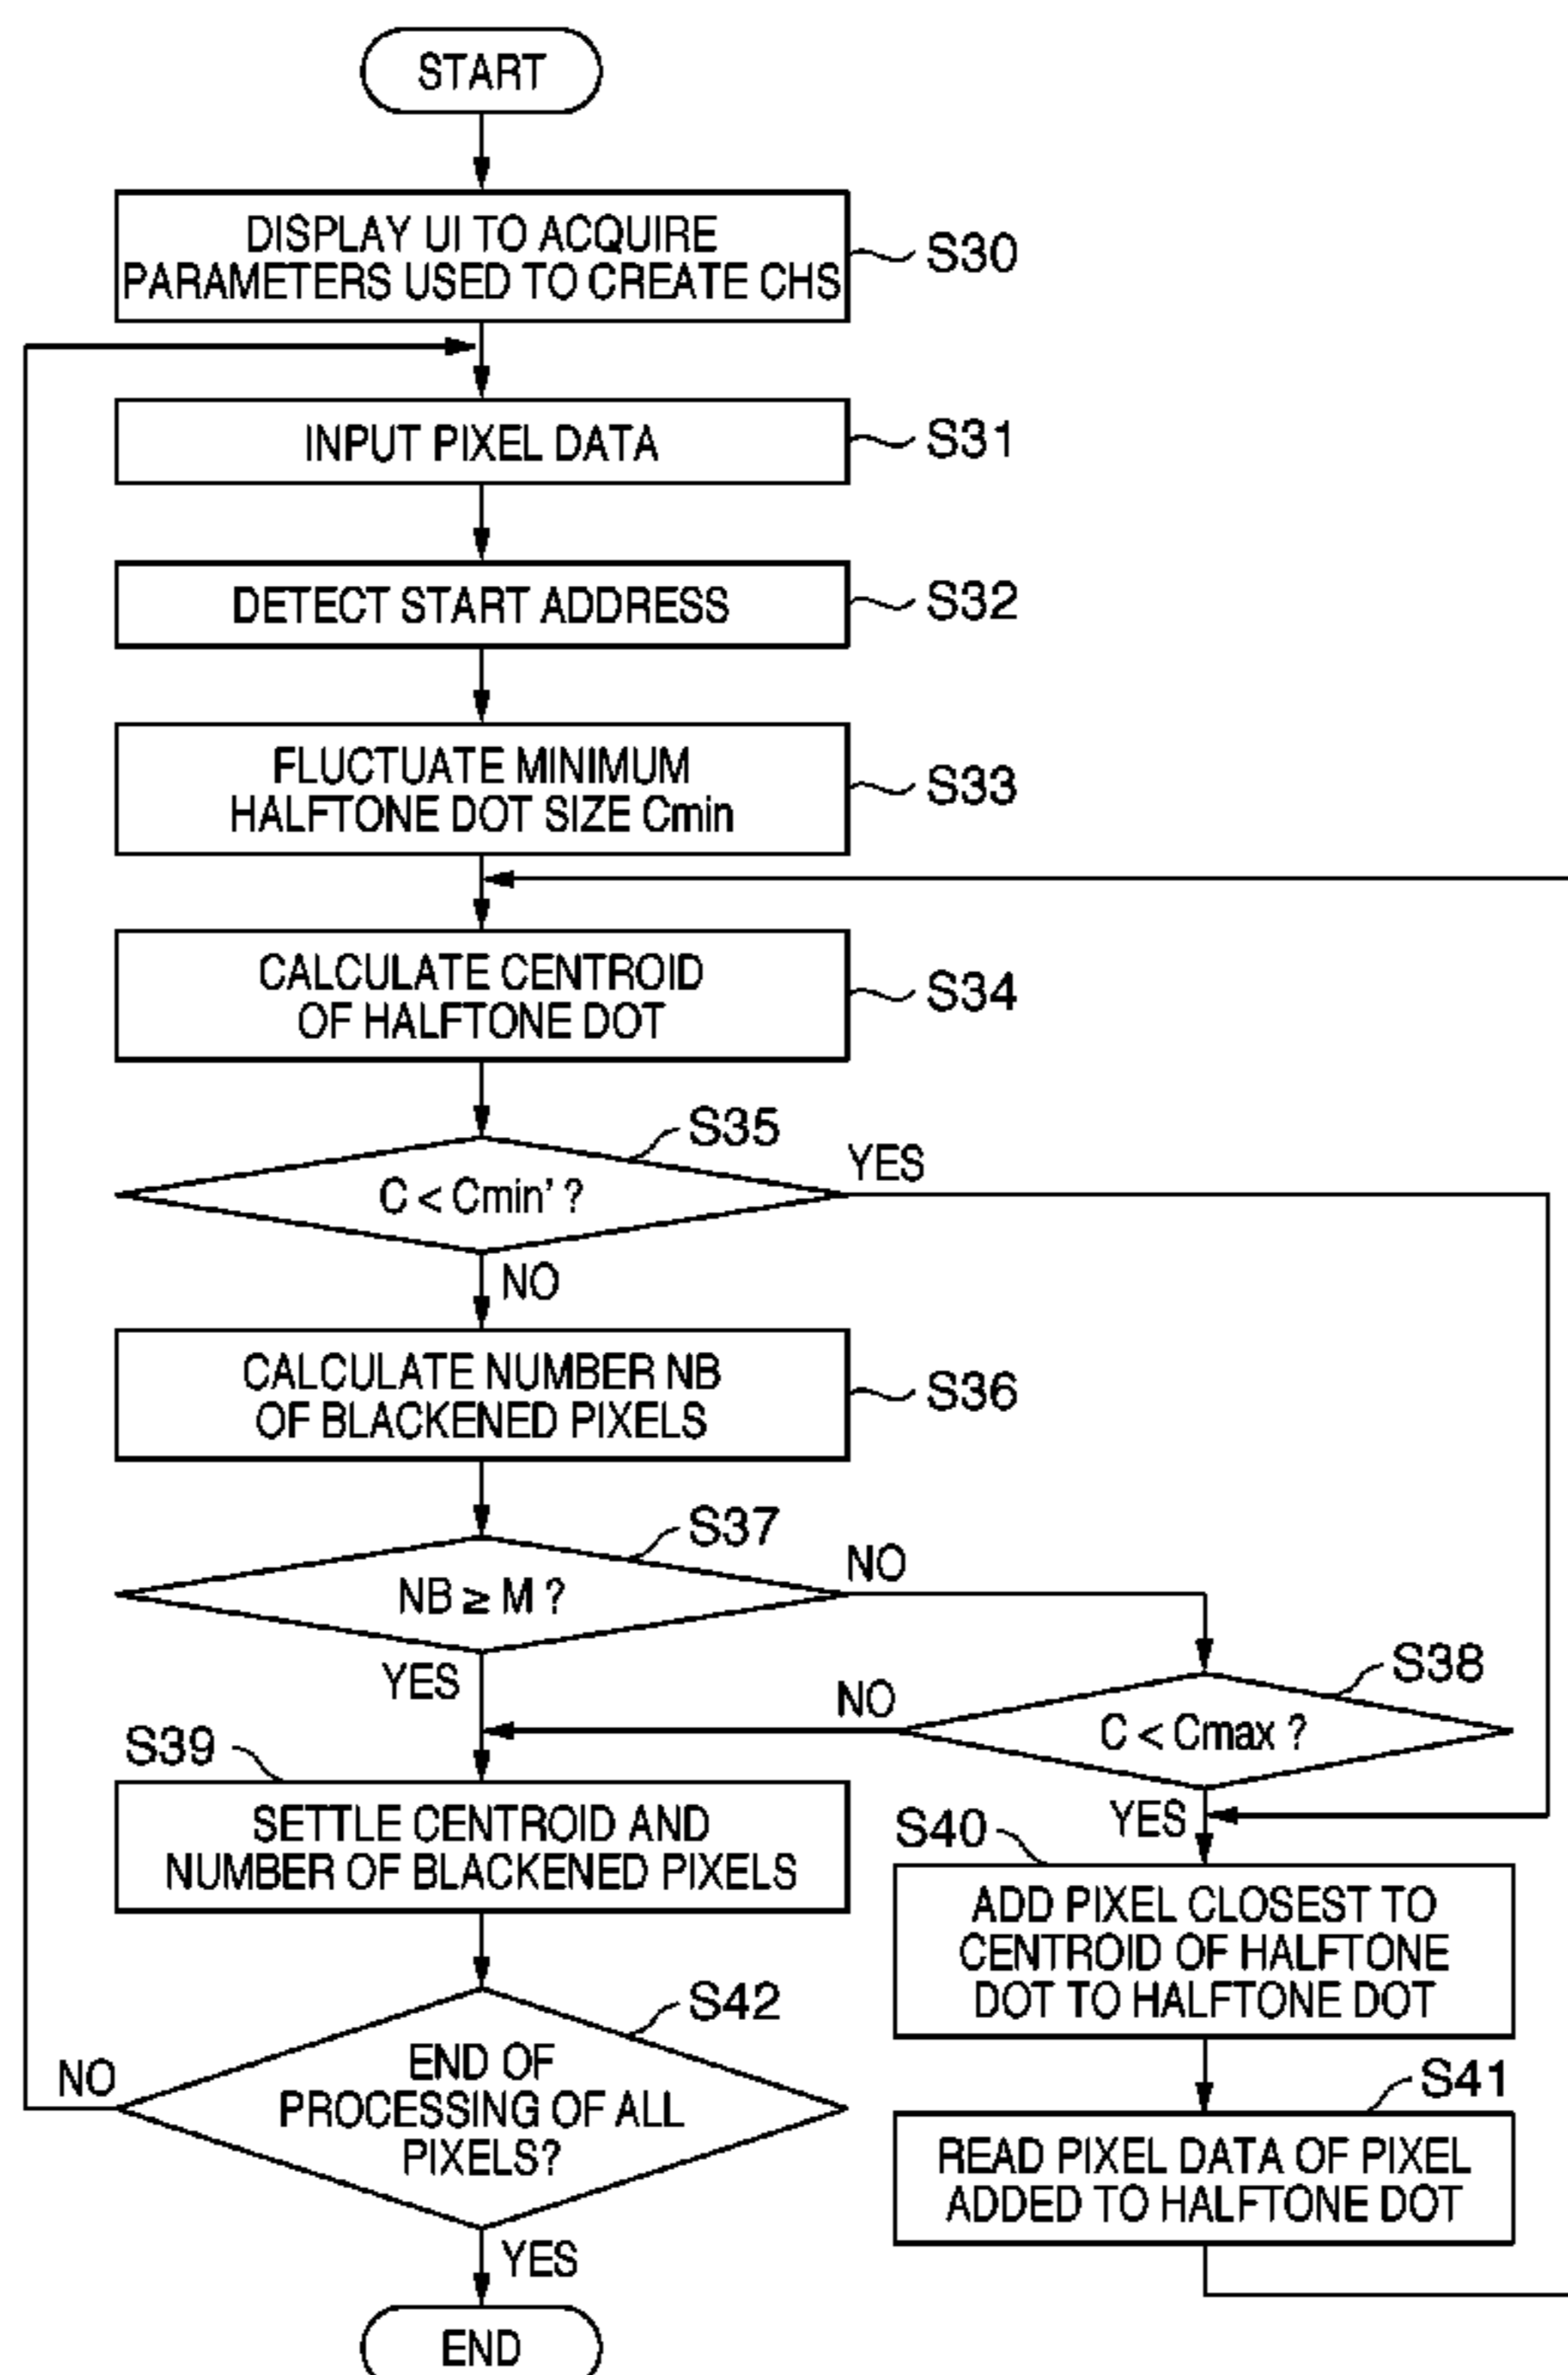 START
DISPLAY UI TO ACQUIRE
PARAMETERS USED TO CREATE CHS
S30
INPUT PIXEL DATA
S31
DETECT START ADDRESS
S32
FLUCTUATE MINIMUM
HALFTONE DOT SIZE Cmin
S33
CALCULATE CENTROID
OF HALFTONE DOT
S34
S35
C < Cmin' ?
YES
NO
CALCULATE NUMBER NB
OF BLACKENED PIXELS
S36
S37
NB ≥ M ?
NO
YES
S38
C < Cmax ?
NO
YES
S39
SETTLE CENTROID AND
NUMBER OF BLACKENED PIXELS
S40
ADD PIXEL CLOSEST TO
CENTROID OF HALFTONE
DOT TO HALFTONE DOT
S41
READ PIXEL DATA OF PIXEL
ADDED TO HALFTONE DOT
S42
END OF
PROCESSING OF ALL
PIXELS?
NO
YES
END